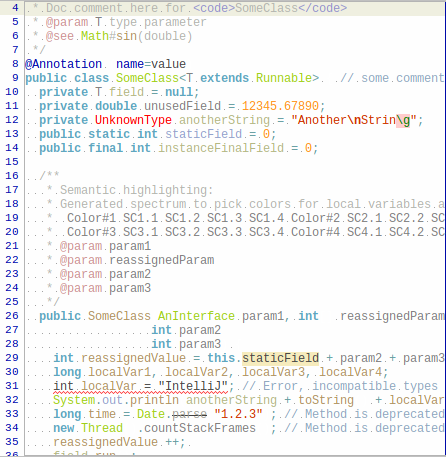 4 * Doc comment here for <code>SomeClass</code>
5 * @param T type parameter
6 * @see Math#sin(double)
7 */
8 @Annotation name=value
9 public class SomeClass<T extends Runnable> // some comment
10 private T field = null;
11 private double unusedField = 12345.67890;
12 private UnknownType anotherString = "Another\nStrin\g";
13 public static int staticField = 0;
14 public final int instanceFinalField = 0;
15
16 /**
17 * Semantic highlighting:
18 * Generated spectrum to pick colors for local variables a
19 * Color#1 SC1.1 SC1.2 SC1.3 SC1.4 Color#2 SC2.1 SC2.2 SC
20 * Color#3 SC3.1 SC3.2 SC3.3 SC3.4 Color#4 SC4.1 SC4.2 SC
21 * @param param1
22 * @param reassignedParam
23 * @param param2
24 * @param param3
25 */
26 public SomeClass AnInterface param1, int reassignedParam
27 int param2
28 int param3
29 int reassignedValue = this.staticField + param2 + param3
30 long localVar1, localVar2, localVar3, localVar4;
31 int localVar = "IntelliJ"; // Error, incompatible types
32 System.out.println anotherString + toString + localVar
33 long time = Date.parse "1.2.3" ; // Method is deprecated
34 new Thread .countStackFrames ; // Method is deprecated
35 reassignedValue ++;
36 field.run ;